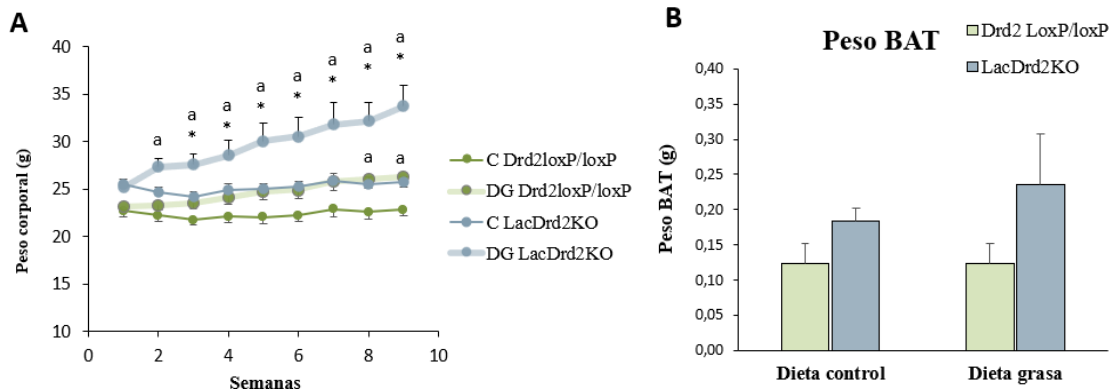 A
Peso corporal (g)
40
35
30
25
20
15
10
a
a
*
a
*
a
*
a
*
a
*
a
*
a
*
a
a
0
2
4
6
8
10
Semanas
C Drd2loxP/loxP
DG Drd2loxP/loxP
C LacDrd2KO
DG LacDrd2KO
B
Peso BAT
Drd2 LoxP/loxP
LacDrd2KO
Peso BAT (g)
0,40
0,35
0,30
0,25
0,20
0,15
0,10
0,05
0,00
Dieta control
Dieta grasa